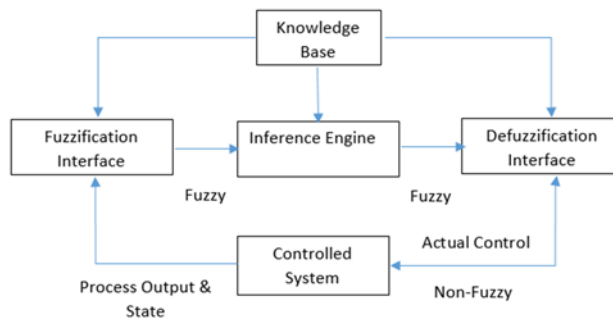 Knowledge
Base
Fuzzification
Interface
Inference Engine
Defuzzification
Interface
Fuzzy
Fuzzy
Controlled
System
Actual Control
Process Output &
State
Non-Fuzzy